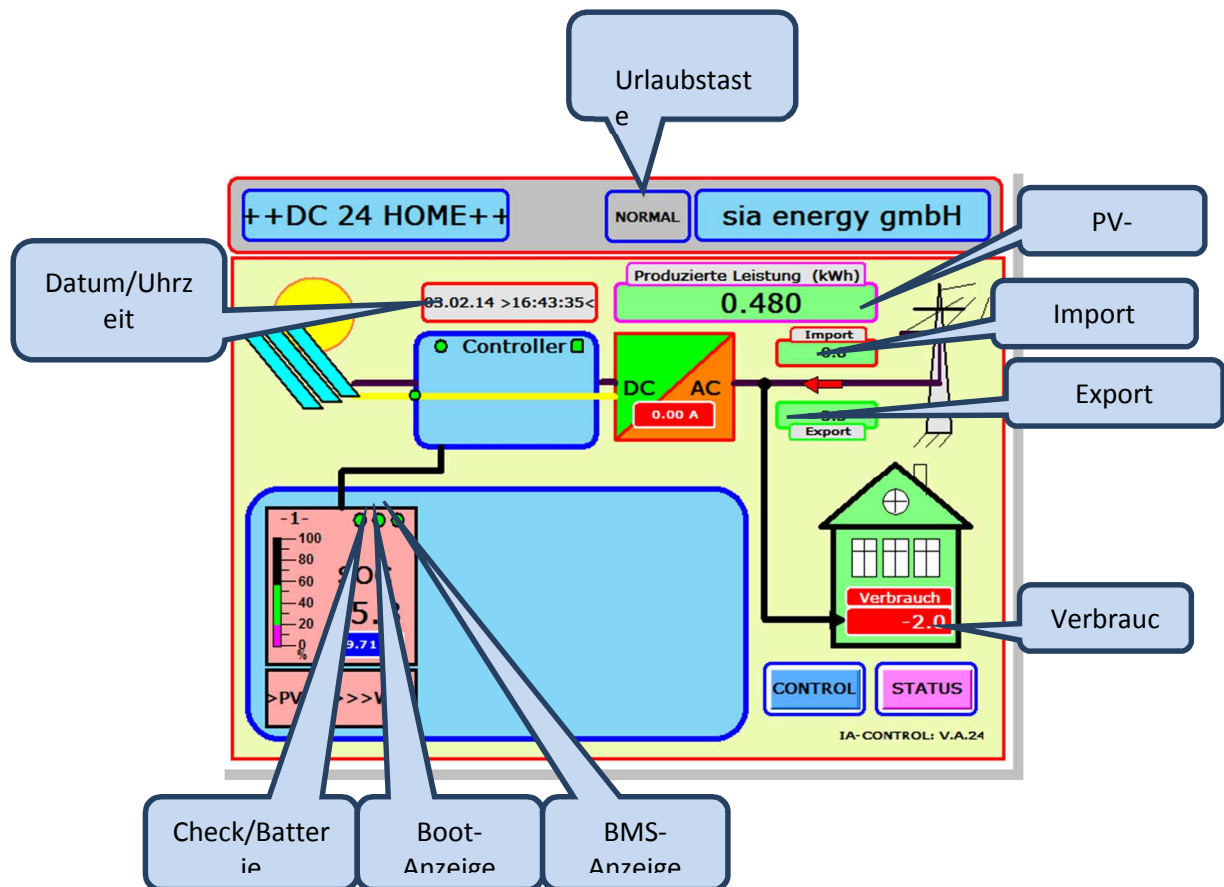 Urlaubstast
e
++DC 24 HOME++
NORMAL
sia energy gmbH
PV-
Datum/Uhrz
eit
Produzierte Leistung (kWh)
0.480
03.02.14 >16:43:35<
Import
Import
Controller
DC
AC
0.00 A
Export
Export
-1-
100
80
60
40
20
0
%
SOC
Verbrauch
-2.0
Verbrauc
>PV
>>>
CONTROL
STATUS
IA-CONTROL: V.A.24
Check/Batter
ie
Boot-
Anzeige
BMS-
Anzeige